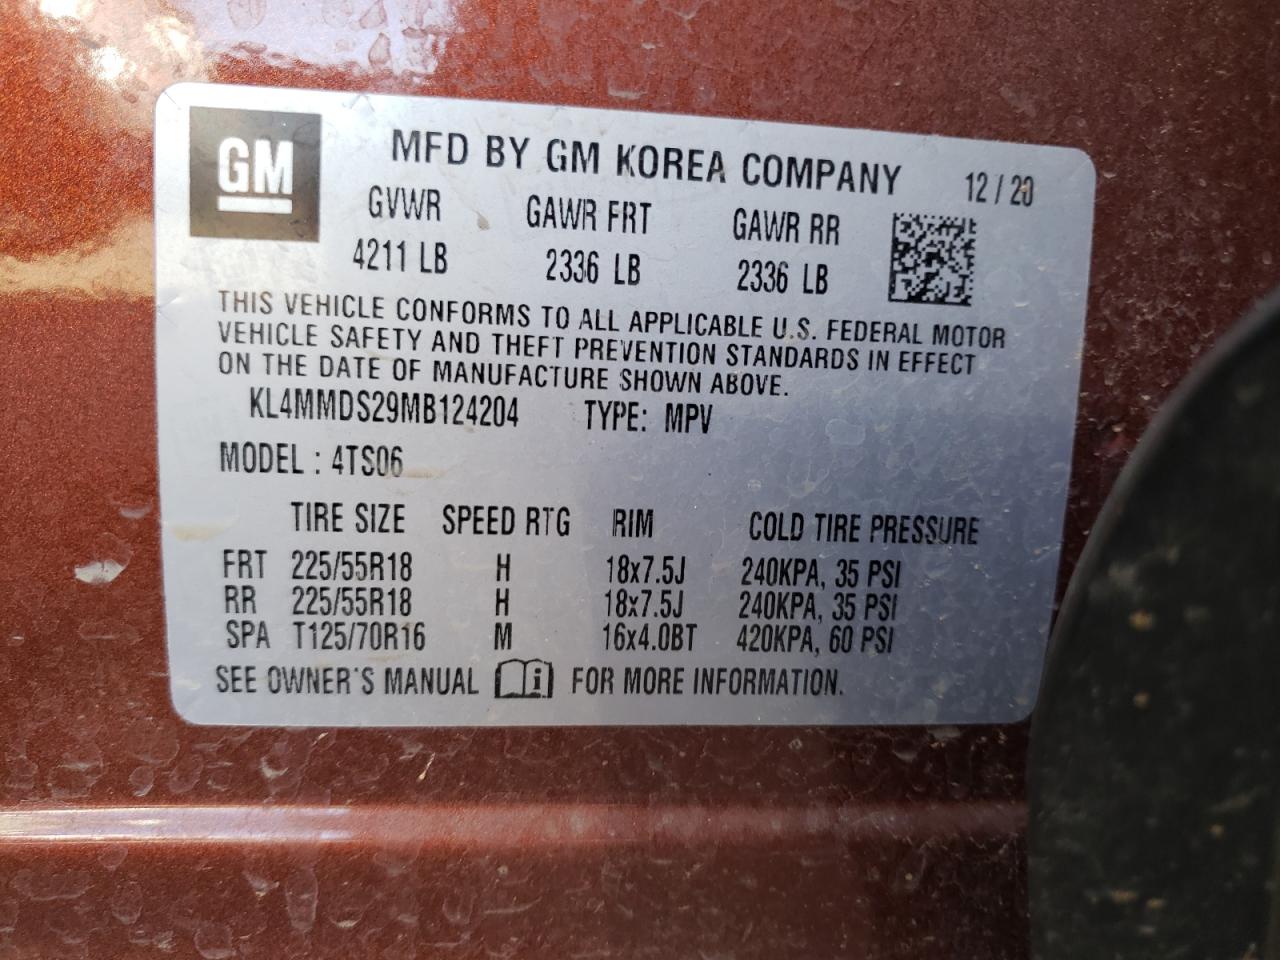 GM
MFD BY GM KOREA COMPANY 12/20
GVWR GAWR FRT GAWR RR
4211 LB 2336 LB 2336 LB
THIS VEHICLE CONFORMS TO ALL APPLICABLE U.S. FEDERAL MOTOR
VEHICLE SAFETY AND THEFT PREVENTION STANDARDS IN EFFECT
ON THE DATE OF MANUFACTURE SHOWN ABOVE.
KL4MMDS29MB124204 TYPE: MPV
MODEL : 4TS06
TIRE SIZE SPEED RTG RIM COLD TIRE PRESSURE
FRT 225/55R18 H 18x7.5J 240KPA, 35 PSI
RR 225/55R18 H 18x7.5J 240KPA, 35 PSI
SPA T125/70R16 M 16x4.0BT 420KPA, 60 PSI
SEE OWNER'S MANUAL i FOR MORE INFORMATION.